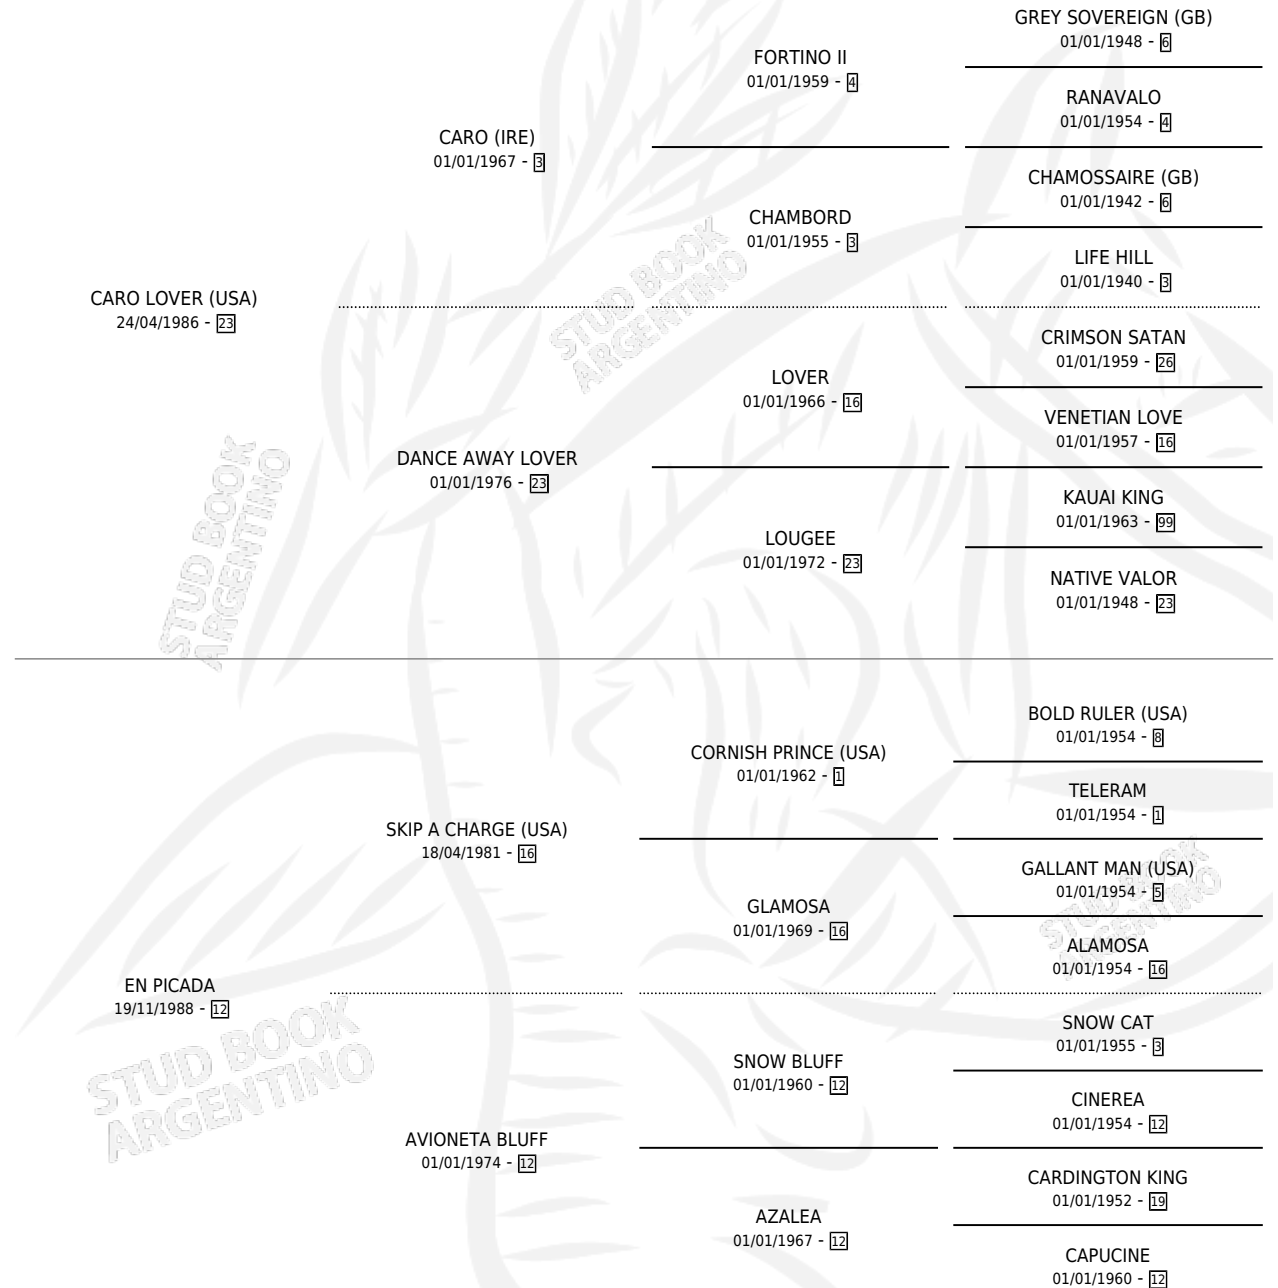 GREY SOVEREIGN (GB)
01/01/1948 - 6
FORTINO II
01/01/1959 - 4
RANAVALO
01/01/1954 - 4
CARO (IRE)
01/01/1967 - 3
CHAMOSSAIRE (GB)
01/01/1942 - 6
CHAMBORD
01/01/1955 - 3
LIFE HILL
01/01/1940 - 3
CARO LOVER (USA)
24/04/1986 - 23
CRIMSON SATAN
01/01/1959 - 26
LOVER
01/01/1966 - 16
VENETIAN LOVE
01/01/1957 - 16
DANCE AWAY LOVER
01/01/1976 - 23
KAUAI KING
01/01/1963 - 99
LOUGEE
01/01/1972 - 23
NATIVE VALOR
01/01/1948 - 23
BOLD RULER (USA)
01/01/1954 - 8
CORNISH PRINCE (USA)
01/01/1962 - 1
TELERAM
01/01/1954 - 1
SKIP A CHARGE (USA)
18/04/1981 - 16
GALLANT MAN (USA)
01/01/1954 - 5
GLAMOSA
01/01/1969 - 16
ALAMOSA
01/01/1954 - 16
EN PICADA
19/11/1988 - 12
SNOW CAT
01/01/1955 - 3
SNOW BLUFF
01/01/1960 - 12
CINEREA
01/01/1954 - 12
AVIONETA BLUFF
01/01/1974 - 12
CARDINGTON KING
01/01/1952 - 19
AZALEA
01/01/1967 - 12
CAPUCINE
01/01/1960 - 12
STUD BOOK
ARGENTINO
STUD BOOK
ARGENTINO
STUD BOOK
ARGENTINO
STUD BOOK
ARGENTINO